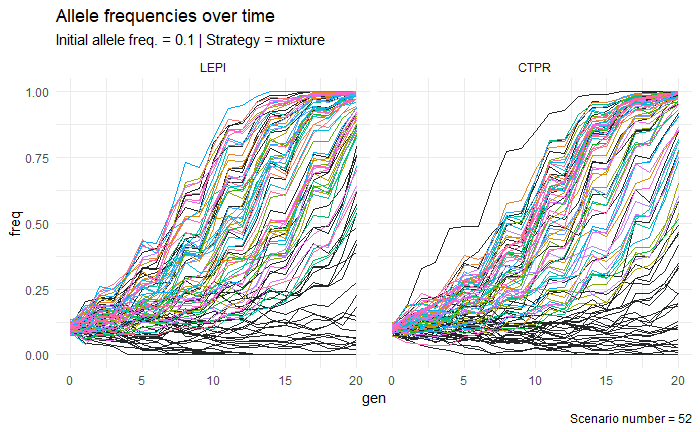 Allele frequencies over time
Initial allele freq. = 0.1 | Strategy = mixture
LEPI CTPR
1.00
0.75
0.50
0.25
0.00
freq
0 5 10 15 20 0 5 10 15 20
gen
Scenario number = 52